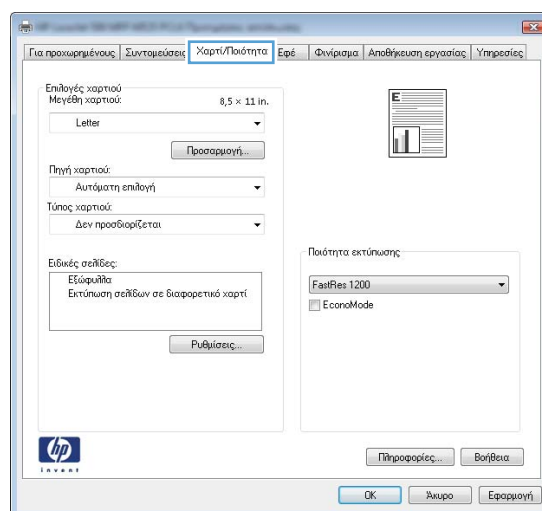 Για προχωρημένους Συντομεύσεις Χαρτί/Ποιότητα Εφέ Φινίρισμα Αποθήκευση εργασίας Υπηρεσίες
Επιλογές χαρτιού
Μεγέθη χαρτιού: 8,5 × 11 in.
Letter
Προσαρμογή...
Πηγή χαρτιού:
Αυτόματη επιλογή
Τύπος χαρτιού:
Δεν προσδιορίζεται
Ειδικές σελίδες:
Εξώφυλλα
Εκτύπωση σελίδων σε διαφορετικό χαρτί
Ρυθμίσεις...
E
Ποιότητα εκτύπωσης
FastRes 1200
EconoMode
hp
invent
Πληροφορίες... Βοήθεια
OK Άκυρο Εφαρμογή